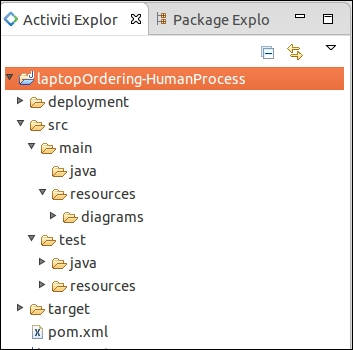 Activiti Explor Package Explo
laptopOrdering-HumanProcess
deployment
src
main
java
resources
diagrams
test
java
resources
target
pom.xml